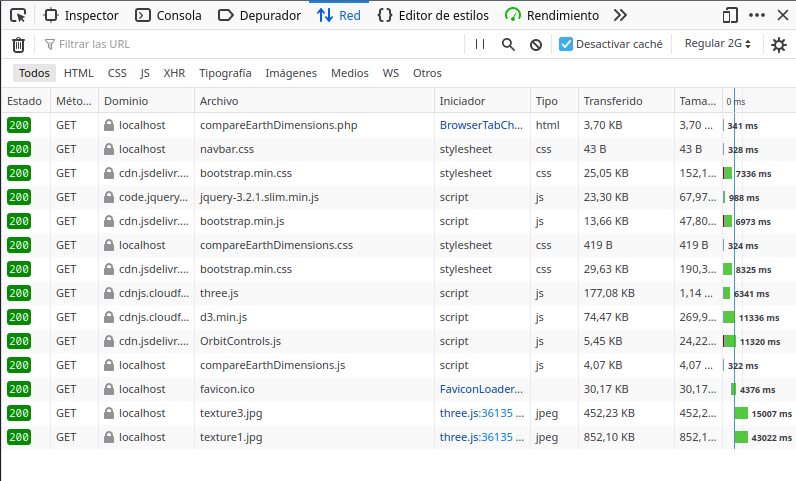 Inspector Consola Depurador Red Editor de estilos Rendimiento
Filtrar las URL Desactivar caché Regular 2G
Todos HTML CSS JS XHR Tipografía Imágenes Medios WS Otros
Estado Méto... Dominio Archivo Iniciador Tipo Transferido Tama... 0 ms
200 GET localhost compareEarthDimensions.php BrowserTabCh... html 3,70 KB 3,70 ... 341 ms
200 GET localhost navbar.css stylesheet css 43 B 43 B 328 ms
200 GET cdn.jsdelivr.... bootstrap.min.css stylesheet css 25,05 KB 152,1... 7336 ms
200 GET code.jquery... jquery-3.2.1.slim.min.js script js 23,30 KB 67,97... 988 ms
200 GET cdn.jsdelivr.... bootstrap.min.js script js 13,66 KB 47,80... 6973 ms
200 GET localhost compareEarthDimensions.css stylesheet css 419 B 419 B 324 ms
200 GET cdn.jsdelivr.... bootstrap.min.css stylesheet css 29,63 KB 190,3... 8325 ms
200 GET cdnjs.cloudf... three.js script js 177,08 KB 1,14 ... 6341 ms
200 GET cdnjs.cloudf... d3.min.js script js 74,47 KB 269,9... 11336 ms
200 GET cdn.jsdelivr.... OrbitControls.js script js 5,45 KB 24,22... 11320 ms
200 GET localhost compareEarthDimensions.js script js 4,07 KB 4,07 ... 322 ms
200 GET localhost favicon.ico FaviconLoader... 30,17 KB 30,17... 4376 ms
200 GET localhost texture3.jpg three.js:36135 ... jpeg 452,23 KB 452,2... 15007 ms
200 GET localhost texture1.jpg three.js:36135 ... jpeg 852,10 KB 852,1... 43022 ms